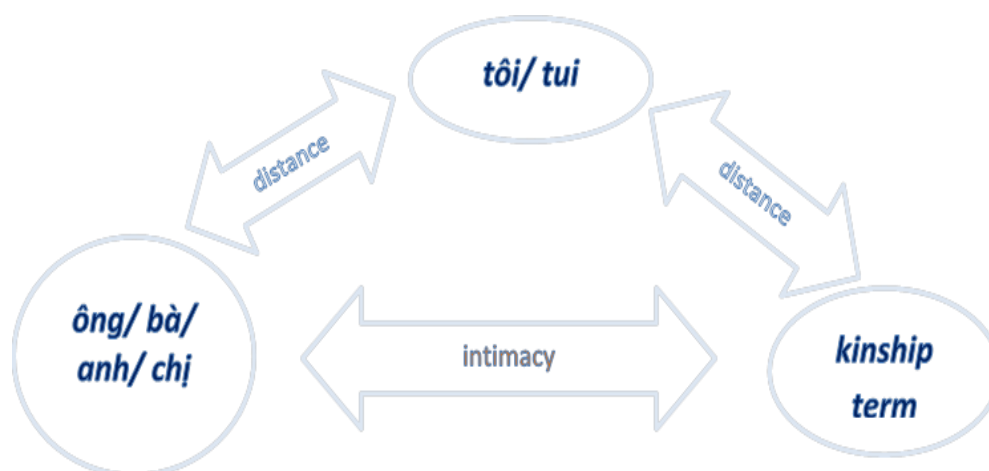 tôi/ tui
distance
distance
ông/ bà/
anh/ chị
intimacy
kinship
term